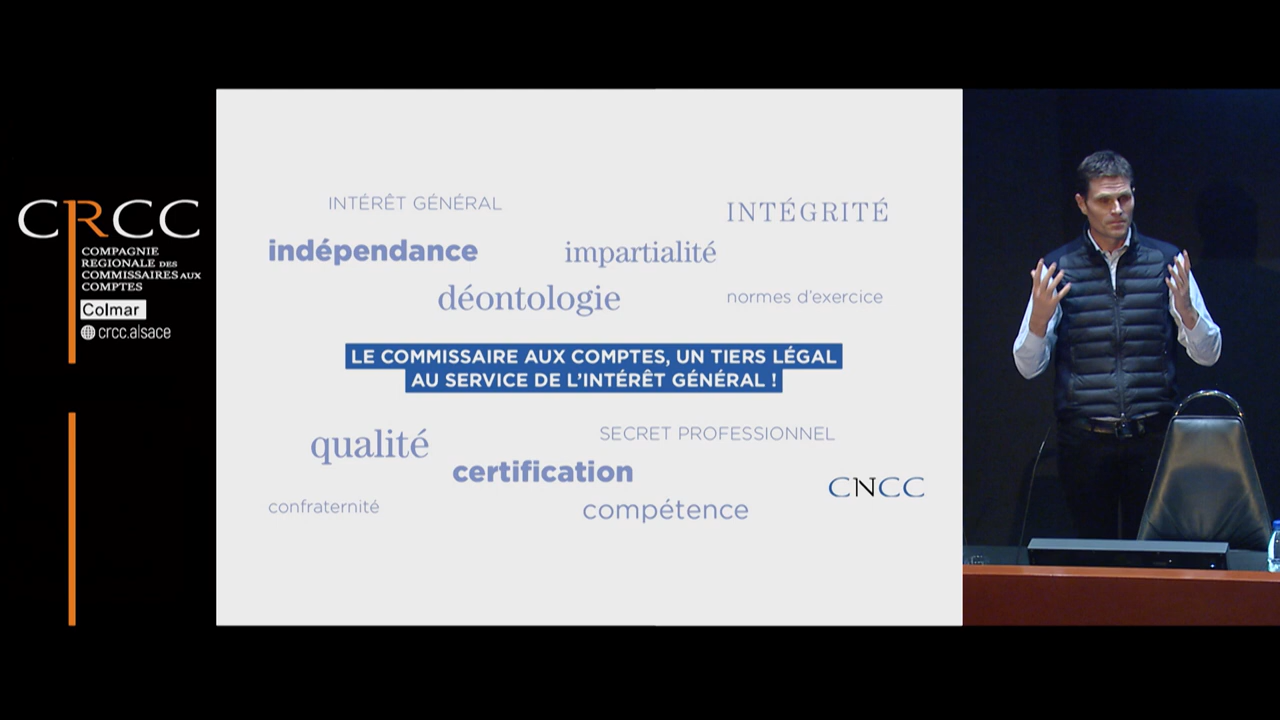 CRCC
COMPAGNIE
REGIONALE DES
COMMISSAIRES AUX
COMPTES
Colmar
crcc.alsace
INTÉRÊT GÉNÉRAL
INTÉGRITÉ
indépendance
impartialité
déontologie
normes d'exercice
LE COMMISSAIRE AUX COMPTES, UN TIERS LÉGAL
AU SERVICE DE L'INTÉRÊT GÉNÉRAL !
qualité
SECRET PROFESSIONNEL
certification
CNCC
confraternité
compétence